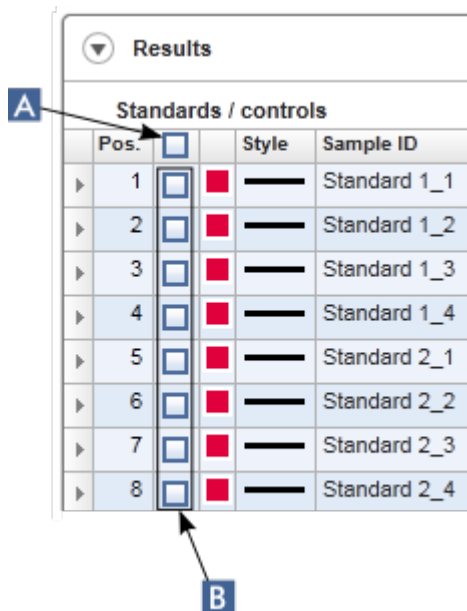 Results
Standards / controls
A
Pos. Style Sample ID
1 Standard 1_1
2 Standard 1_2
3 Standard 1_3
4 Standard 1_4
5 Standard 2_1
6 Standard 2_2
7 Standard 2_3
8 Standard 2_4
B